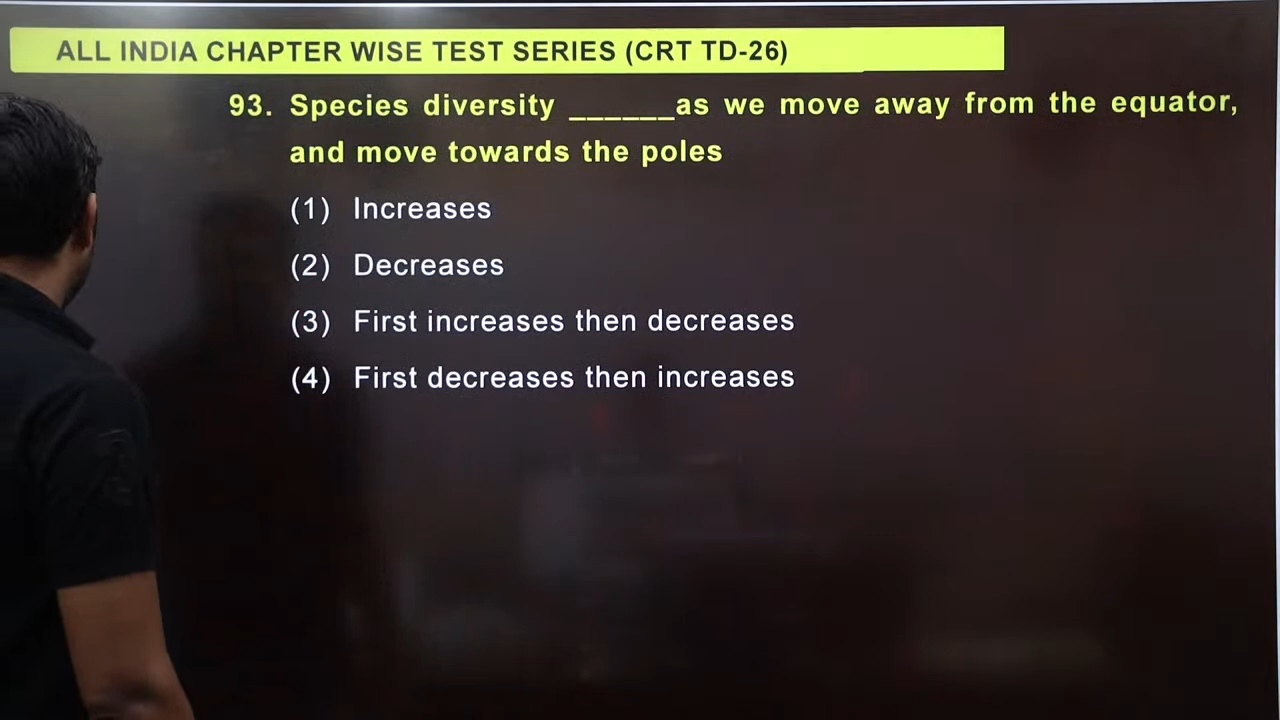 ALL INDIA CHAPTER WISE TEST SERIES (CRT TD-26)
93. Species diversity ______as we move away from the equator,
and move towards the poles
(1) Increases
(2) Decreases
(3) First increases then decreases
(4) First decreases then increases